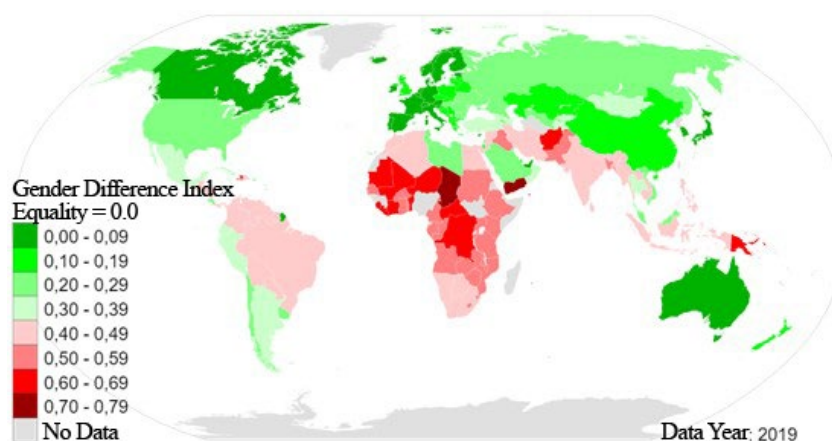 Gender Difference Index
Equality = 0.0
0,00 - 0,09
0,10 - 0,19
0,20 - 0,29
0,30 - 0,39
0,40 - 0,49
0,50 - 0,59
0,60 - 0,69
0,70 - 0,79
No Data
Data Year: 2019